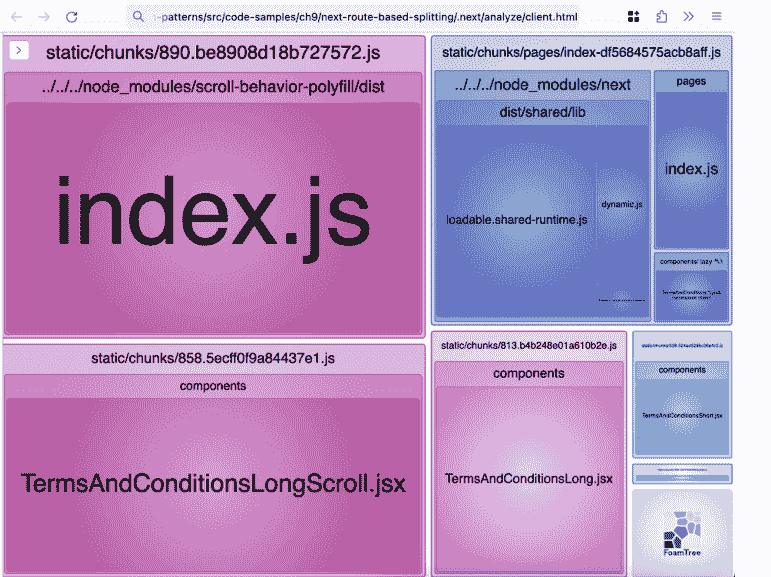 -patterns/src/code-samples/ch9/next-route-based-splitting/.next/analyze/client.html
static/chunks/890.be8908d18b727572.js
../../../node_modules/scroll-behavior-polyfill/dist
index.js
static/chunks/858.5ecff0f9a84437e1.js
components
TermsAndConditionsLongScroll.jsx
static/chunks/pages/index-df5684575acb8aff.js
../../../node_modules/next
dist/shared/lib
loadable.shared-runtime.js
dynamic.js
pages
index.js
components/ lazy ^\.\
static/chunks/813.b4b248e01a610b2e.js
components
TermsAndConditionsLong.jsx
components
TermsAndConditionsShort.jsx
FoamTree